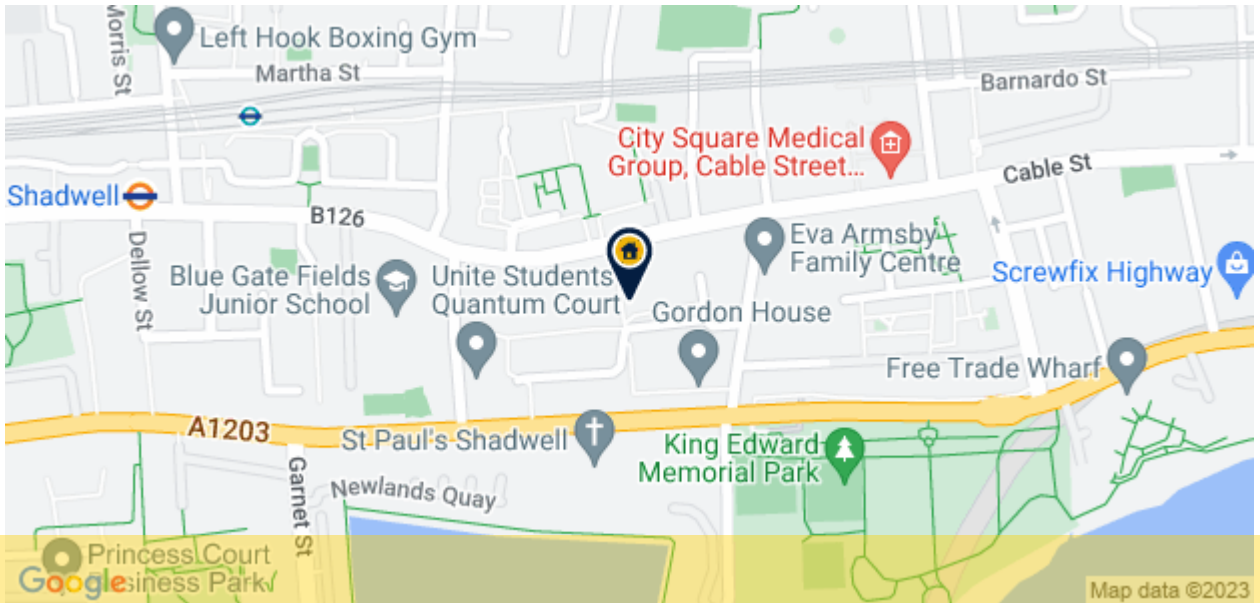 Morris St
Left Hook Boxing Gym
Martha St
Barnardo St
City Square Medical
Group, Cable Street...
Cable St
Shadwell
B126
Dellow St
Eva Armsby
Family Centre
Blue Gate Fields
Junior School
Unite Students
Quantum Court
Screwfix Highway
Gordon House
Free Trade Wharf
A1203
St Paul's Shadwell
King Edward
Memorial Park
Garnet St
Newlands Quay
Princess Court
Business Park
Google
Map data ©2023